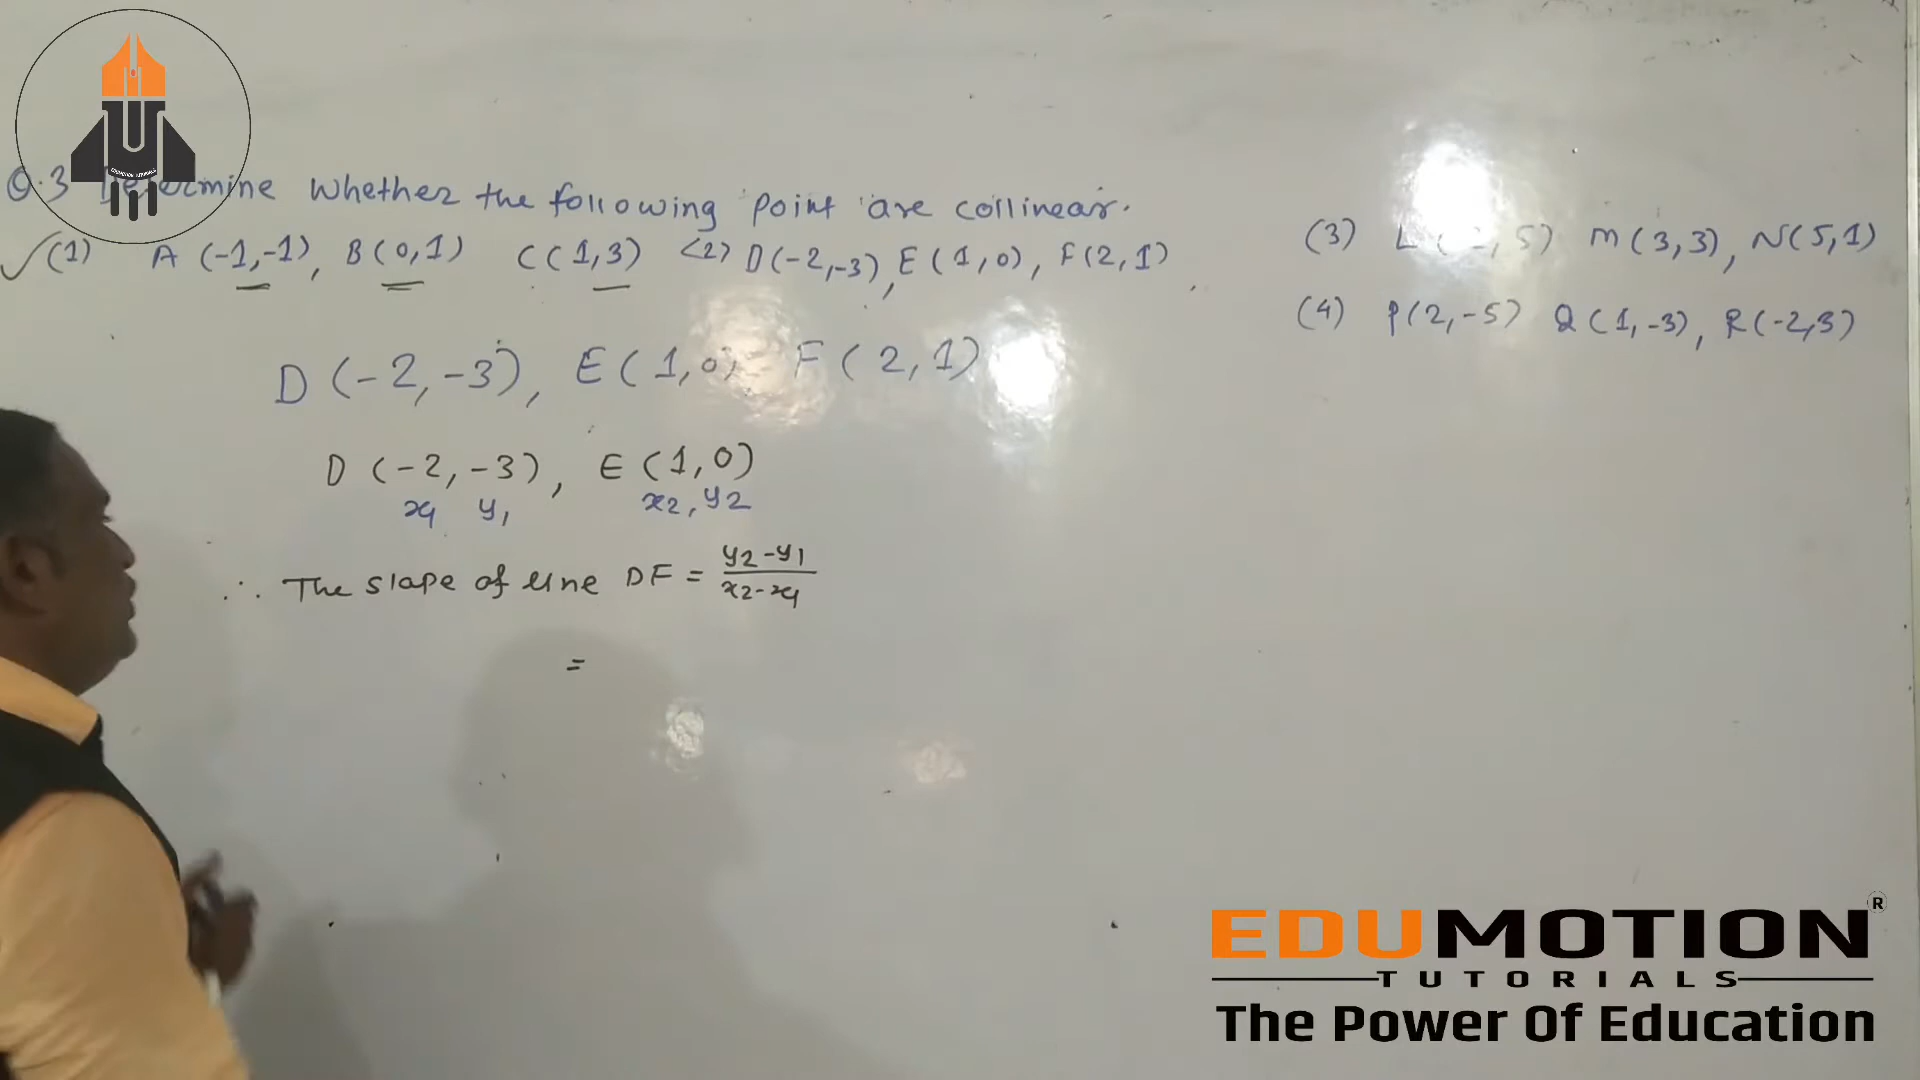 Q.3 Determine Whether the following point are collinear.
(1) A (-1,-1), B (0,1) C (1,3) (2) D(-2,-3), E (1,0), F(2,1)
(3) L ( , 5) M (3,3), N(5,1)
(4) P(2,-5) Q (1,-3), R(-2,3)
D (-2,-3), E (1,0) F (2,1)
D (-2,-3), E (1,0)
x1 y1 x2, y2
∴ The slope of line DE = y2-y1 / x2-x1
=
EDUMOTION®
TUTORIALS
The Power Of Education